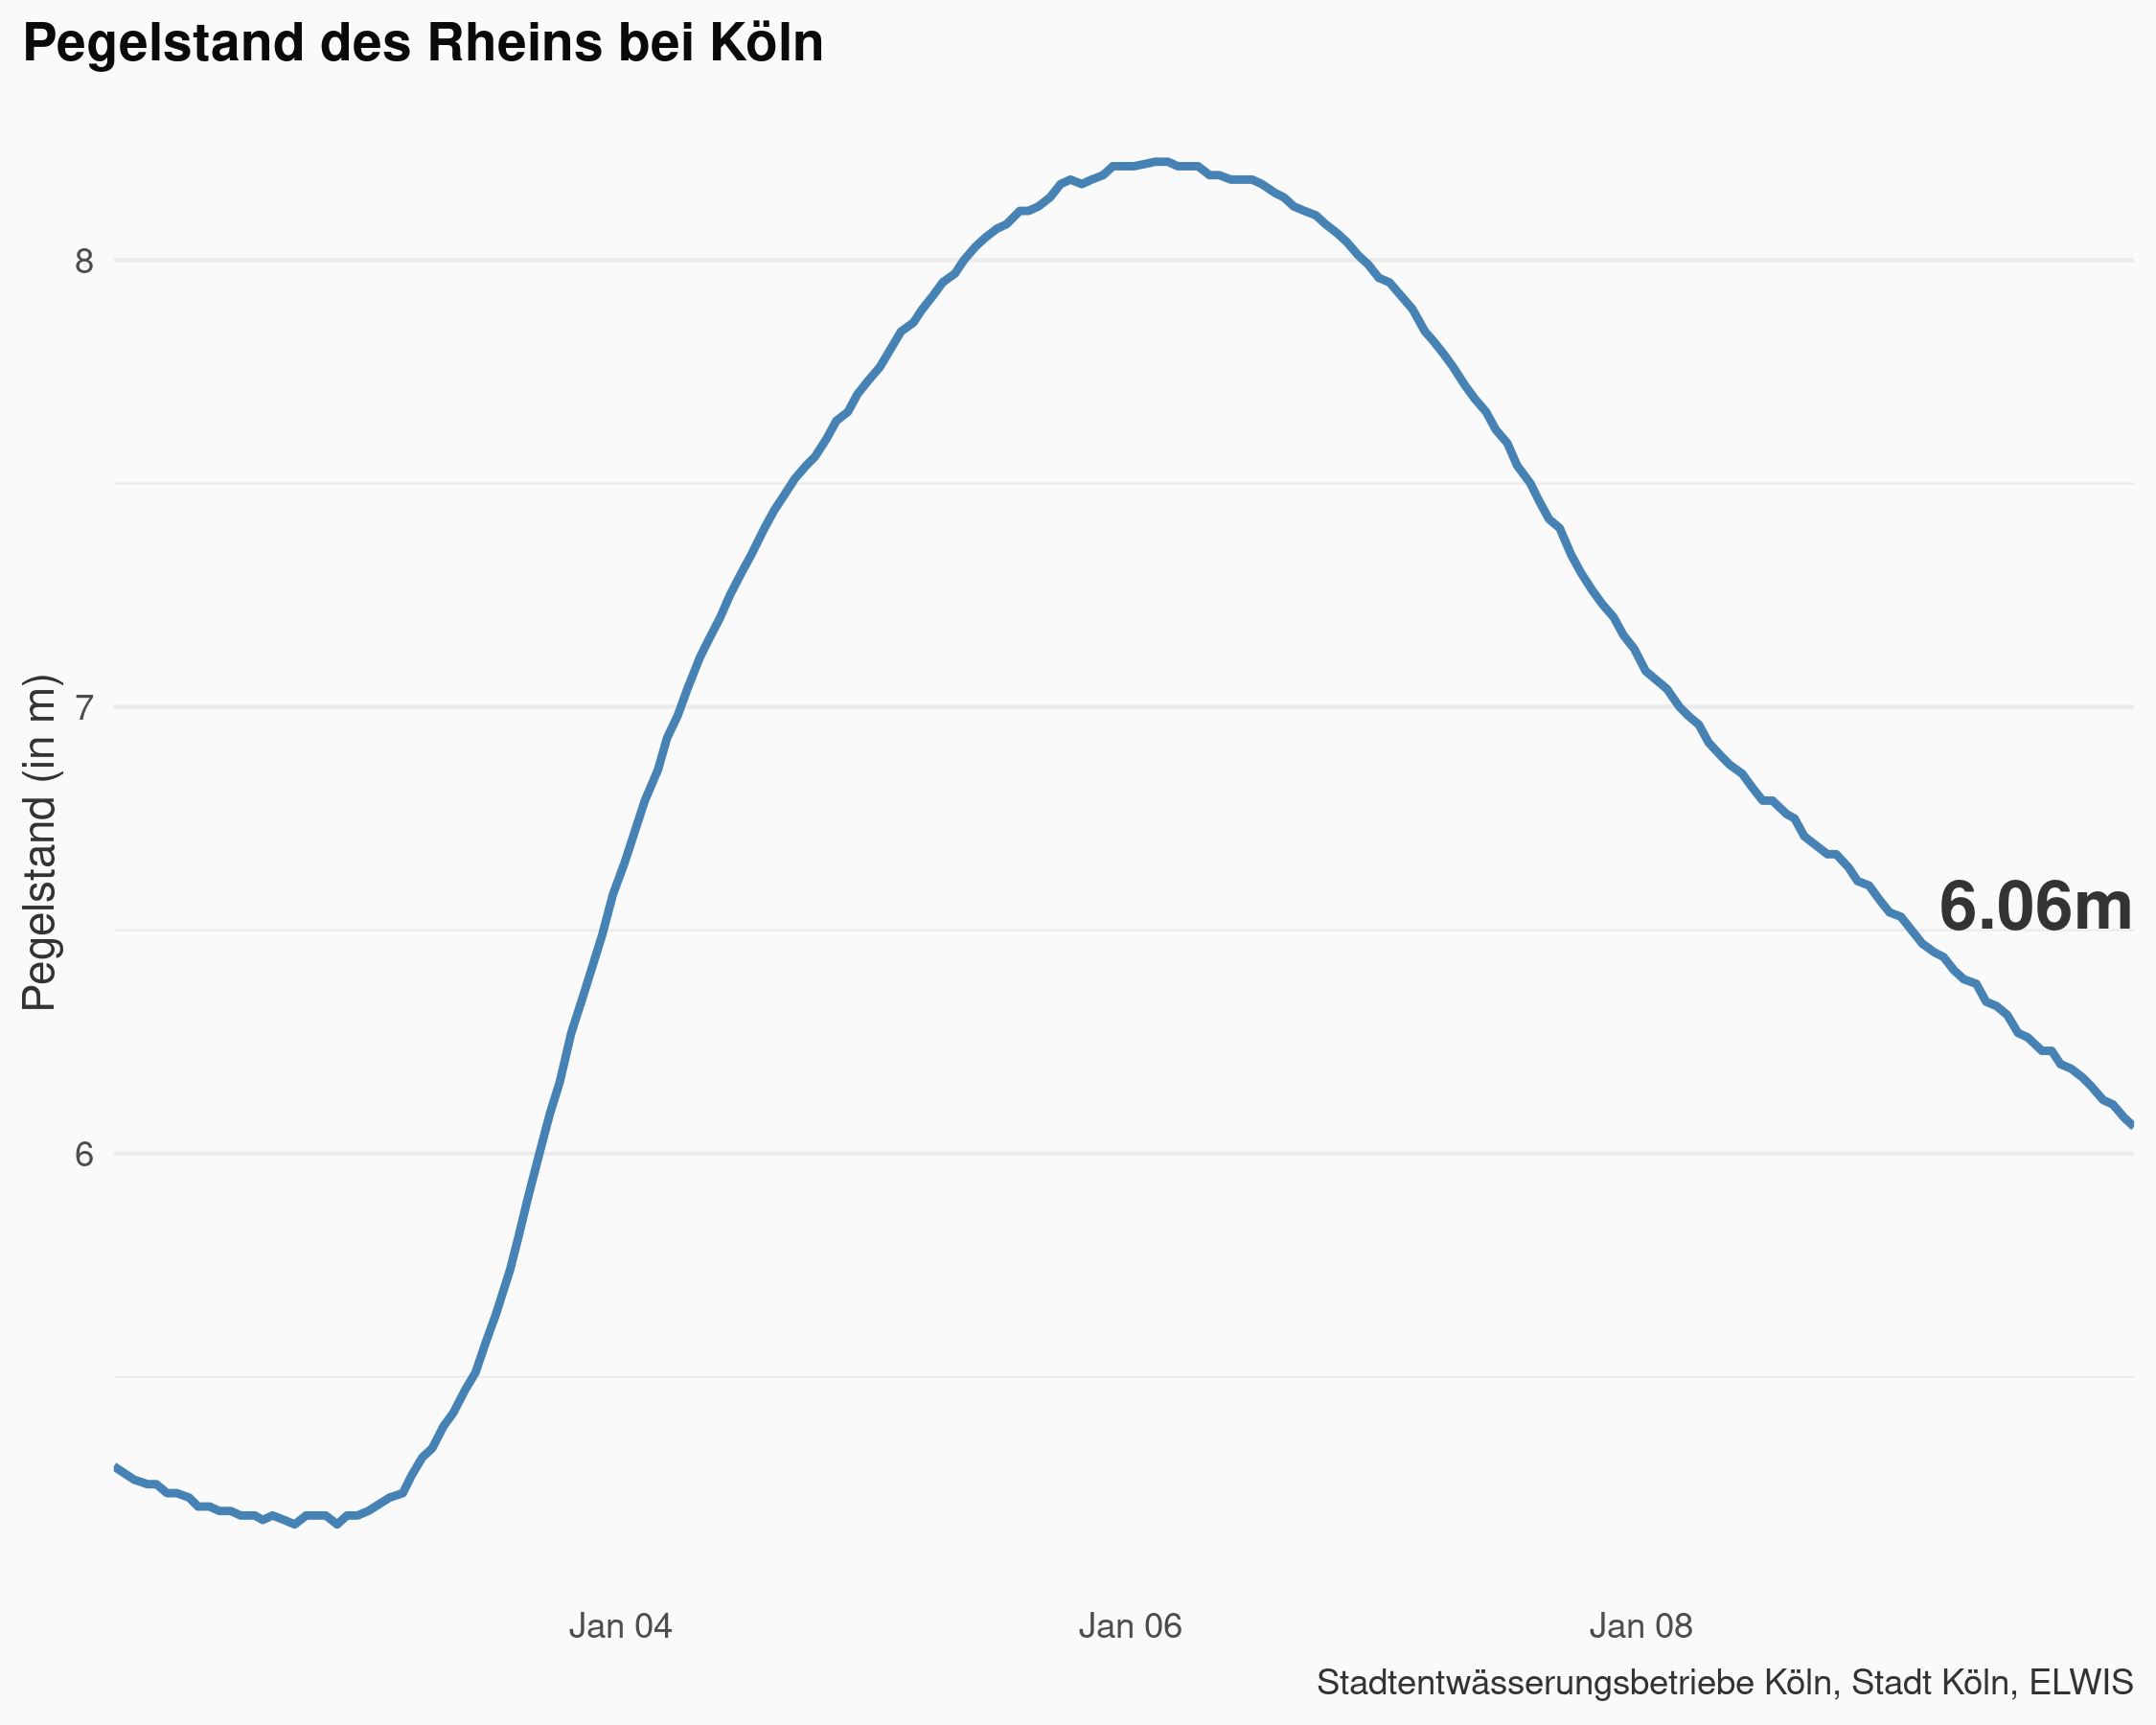 Pegelstand des Rheins bei Köln
Pegelstand (in m)
8
7
6
6.06m
Jan 04
Jan 06
Jan 08
Stadtentwässerungsbetriebe Köln, Stadt Köln, ELWIS